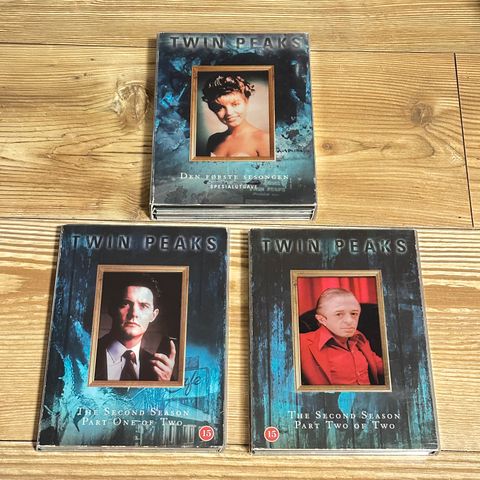 TWIN PEAKS
DEN FØRSTE SESONGEN
SPESIALUTGAVE
TWIN PEAKS
THE SECOND SEASON
PART ONE OF TWO
15
TWIN PEAKS
THE SECOND SEASON
PART TWO OF TWO
15